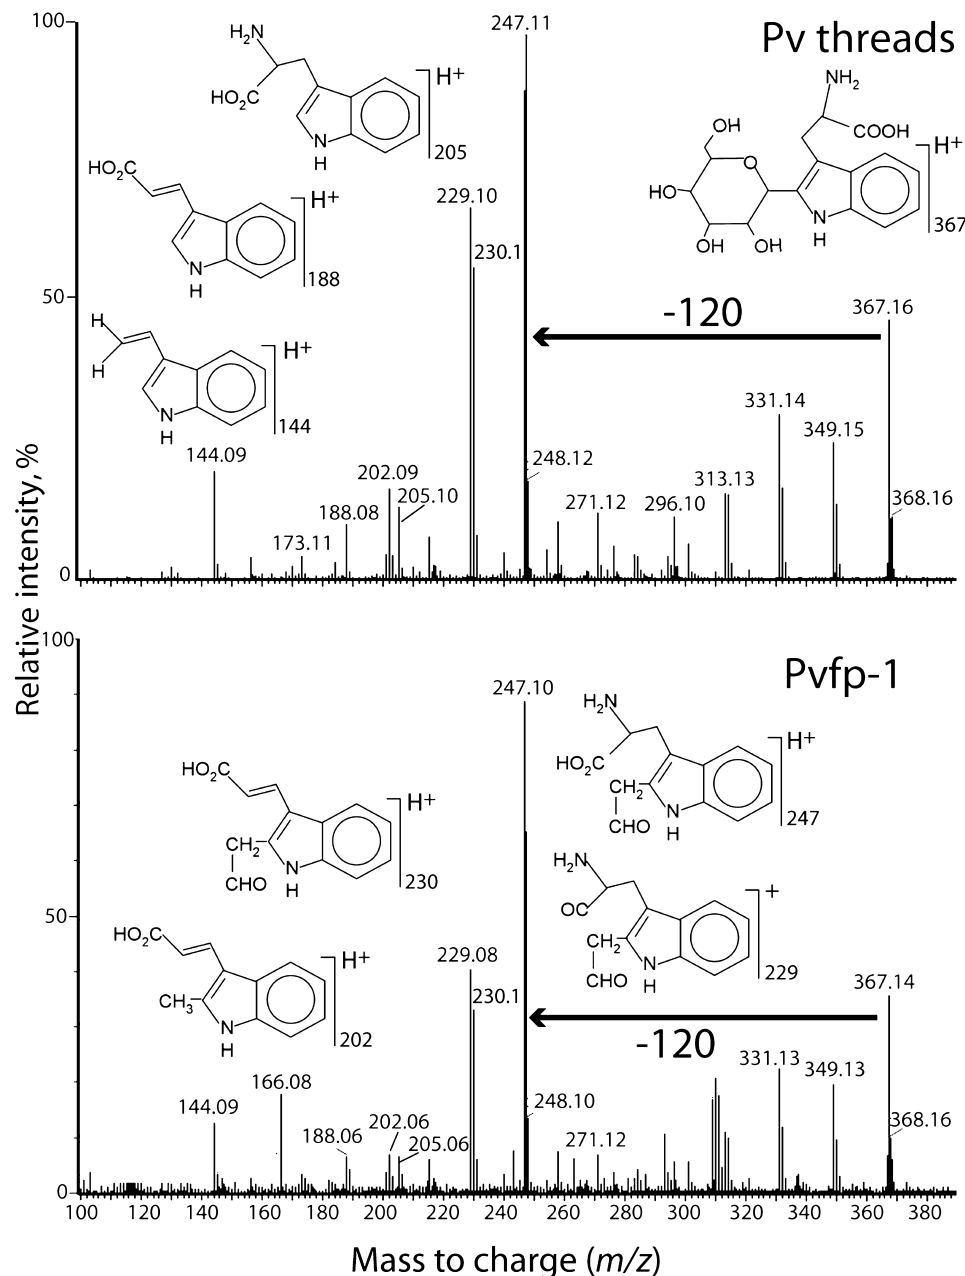 Relative intensity, %
100
50
0
Pv threads
247.11
229.10
230.1
-120
367.16
331.14
349.15
313.13
368.16
296.10
271.12
248.12
202.09
205.10
188.08
173.11
144.09
H₂N
HO₂C
N
H
H+
205
HO₂C
N
H
H+
188
H
H
N
H
H+
144
NH₂
COOH
OH
O
HO
OH
OH
N
H
H+
367
100
50
0
Pvfp-1
247.10
229.08
230.1
-120
367.14
331.13
349.13
368.16
271.12
248.10
202.06
205.06
188.06
166.08
144.09
H₂N
HO₂C
CH₂
CHO
N
H
H+
247
H₂N
OC
CH₂
CHO
N
H
+
229
HO₂C
CH₂
CHO
N
H
H+
230
HO₂C
CH₃
N
H
H+
202
100 120 140 160 180 200 220 240 260 280 300 320 340 360 380
Mass to charge (m/z)